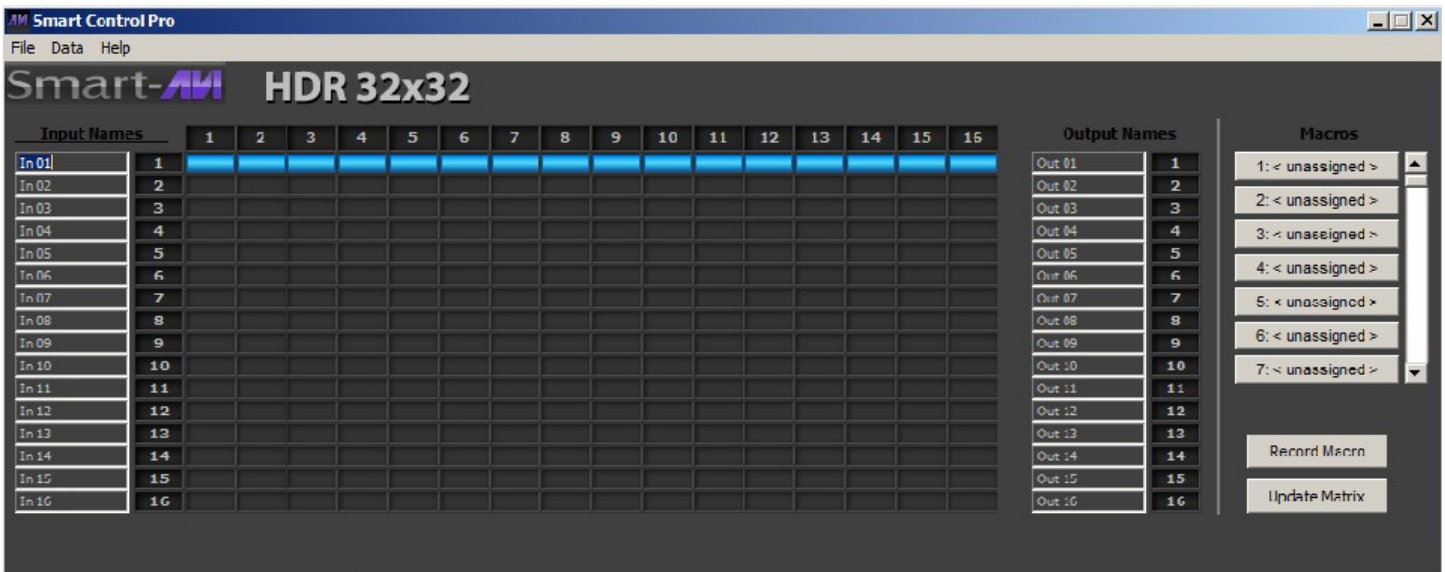 Smart Control Pro
File Data Help
Smart-AVI HDR 32x32
Input Names 1 2 3 4 5 6 7 8 9 10 11 12 13 14 15 16 Output Names Macros
In 01 1 Out 01 1 1: < unassigned >
In 02 2 Out 02 2 2: < unassigned >
In 03 3 Out 03 3 3: < unassigned >
In 04 4 Out 04 4 4: < unassigned >
In 05 5 Out 05 5 5: < unassigned >
In 06 6 Out 06 6 6: < unassigned >
In 07 7 Out 07 7 7: < unassigned >
In 08 8 Out 08 8
In 09 9 Out 09 9
In 10 10 Out 10 10
In 11 11 Out 11 11
In 12 12 Out 12 12
In 13 13 Out 13 13
In 14 14 Out 14 14 Record Macro
In 15 15 Out 15 15
In 16 16 Out 16 16 Update Matrix